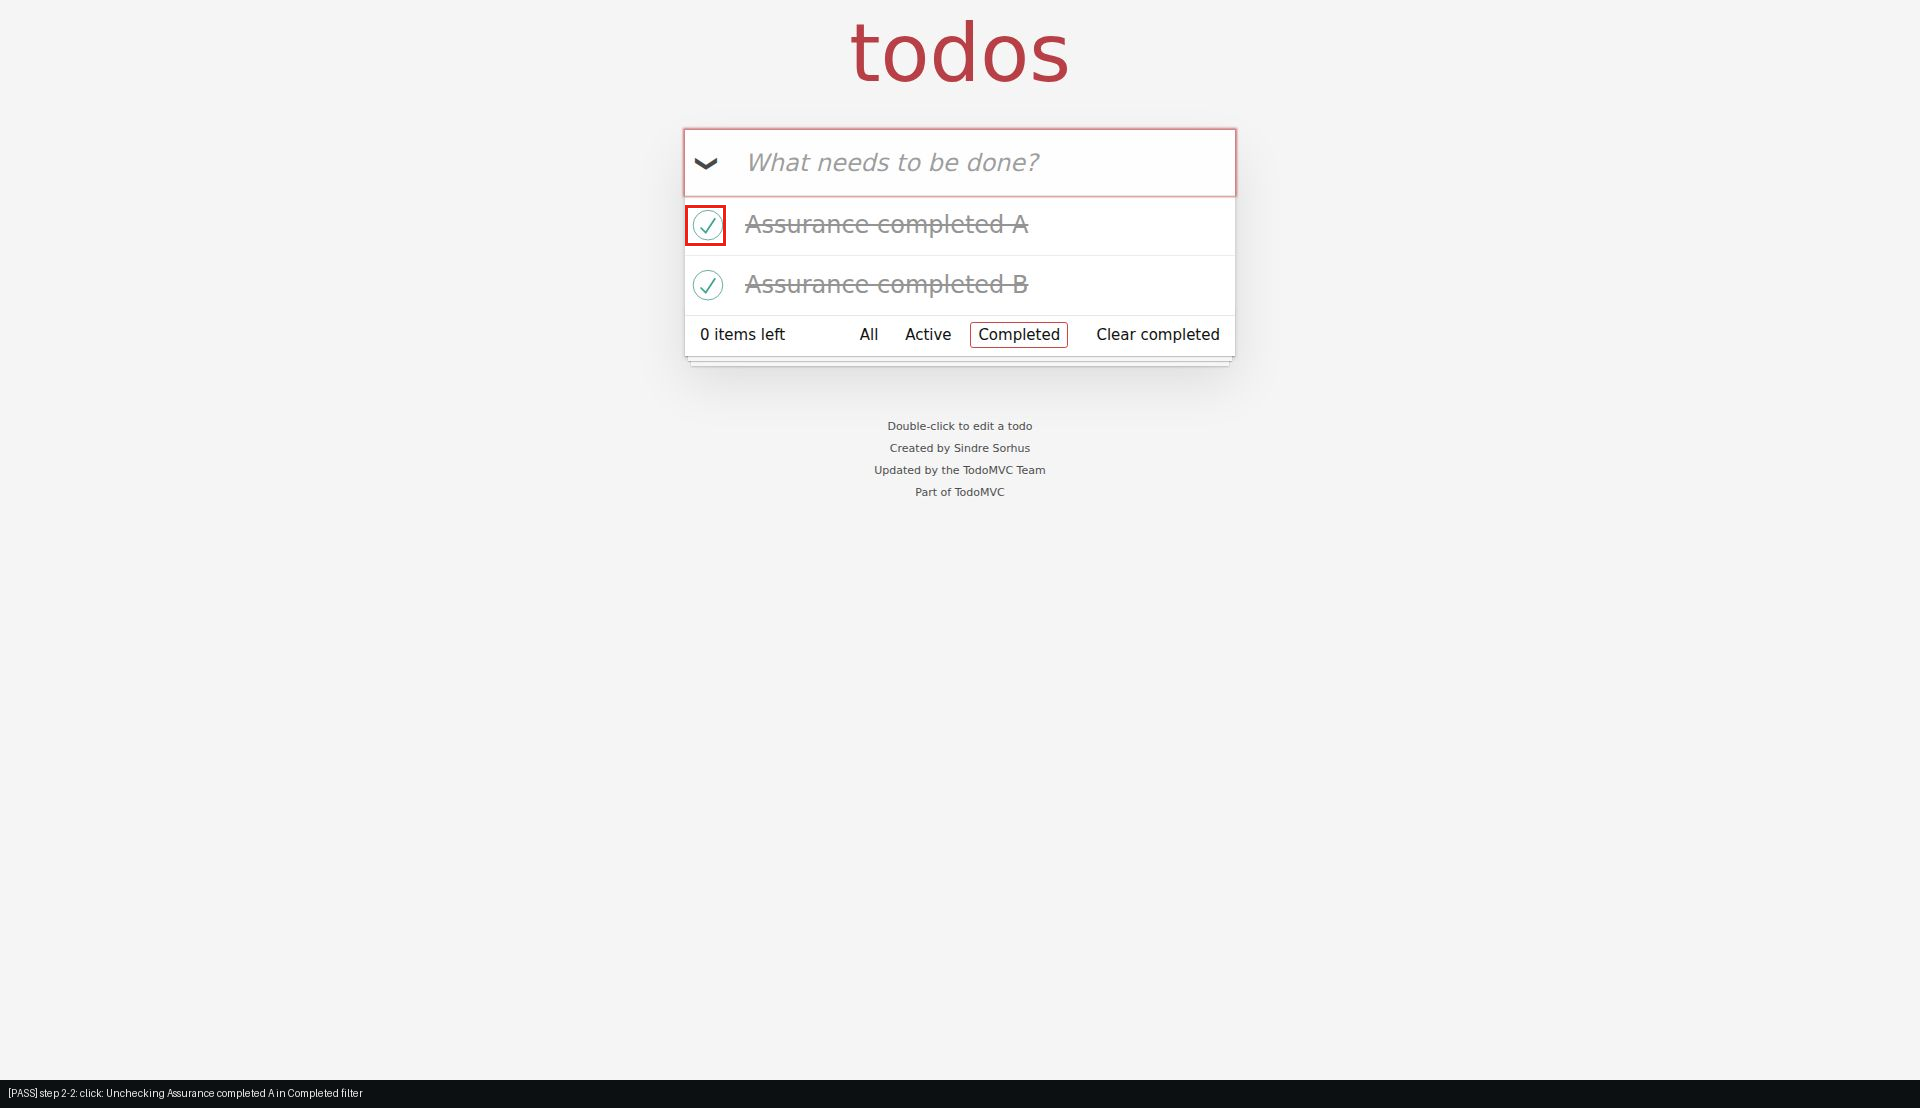 todos
What needs to be done?
Assurance completed A
Assurance completed B
0 items left All Active Completed Clear completed
Double-click to edit a todo
Created by Sindre Sorhus
Updated by the TodoMVC Team
Part of TodoMVC
[PASS] step 2-2: click: Unchecking Assurance completed A in Completed filter